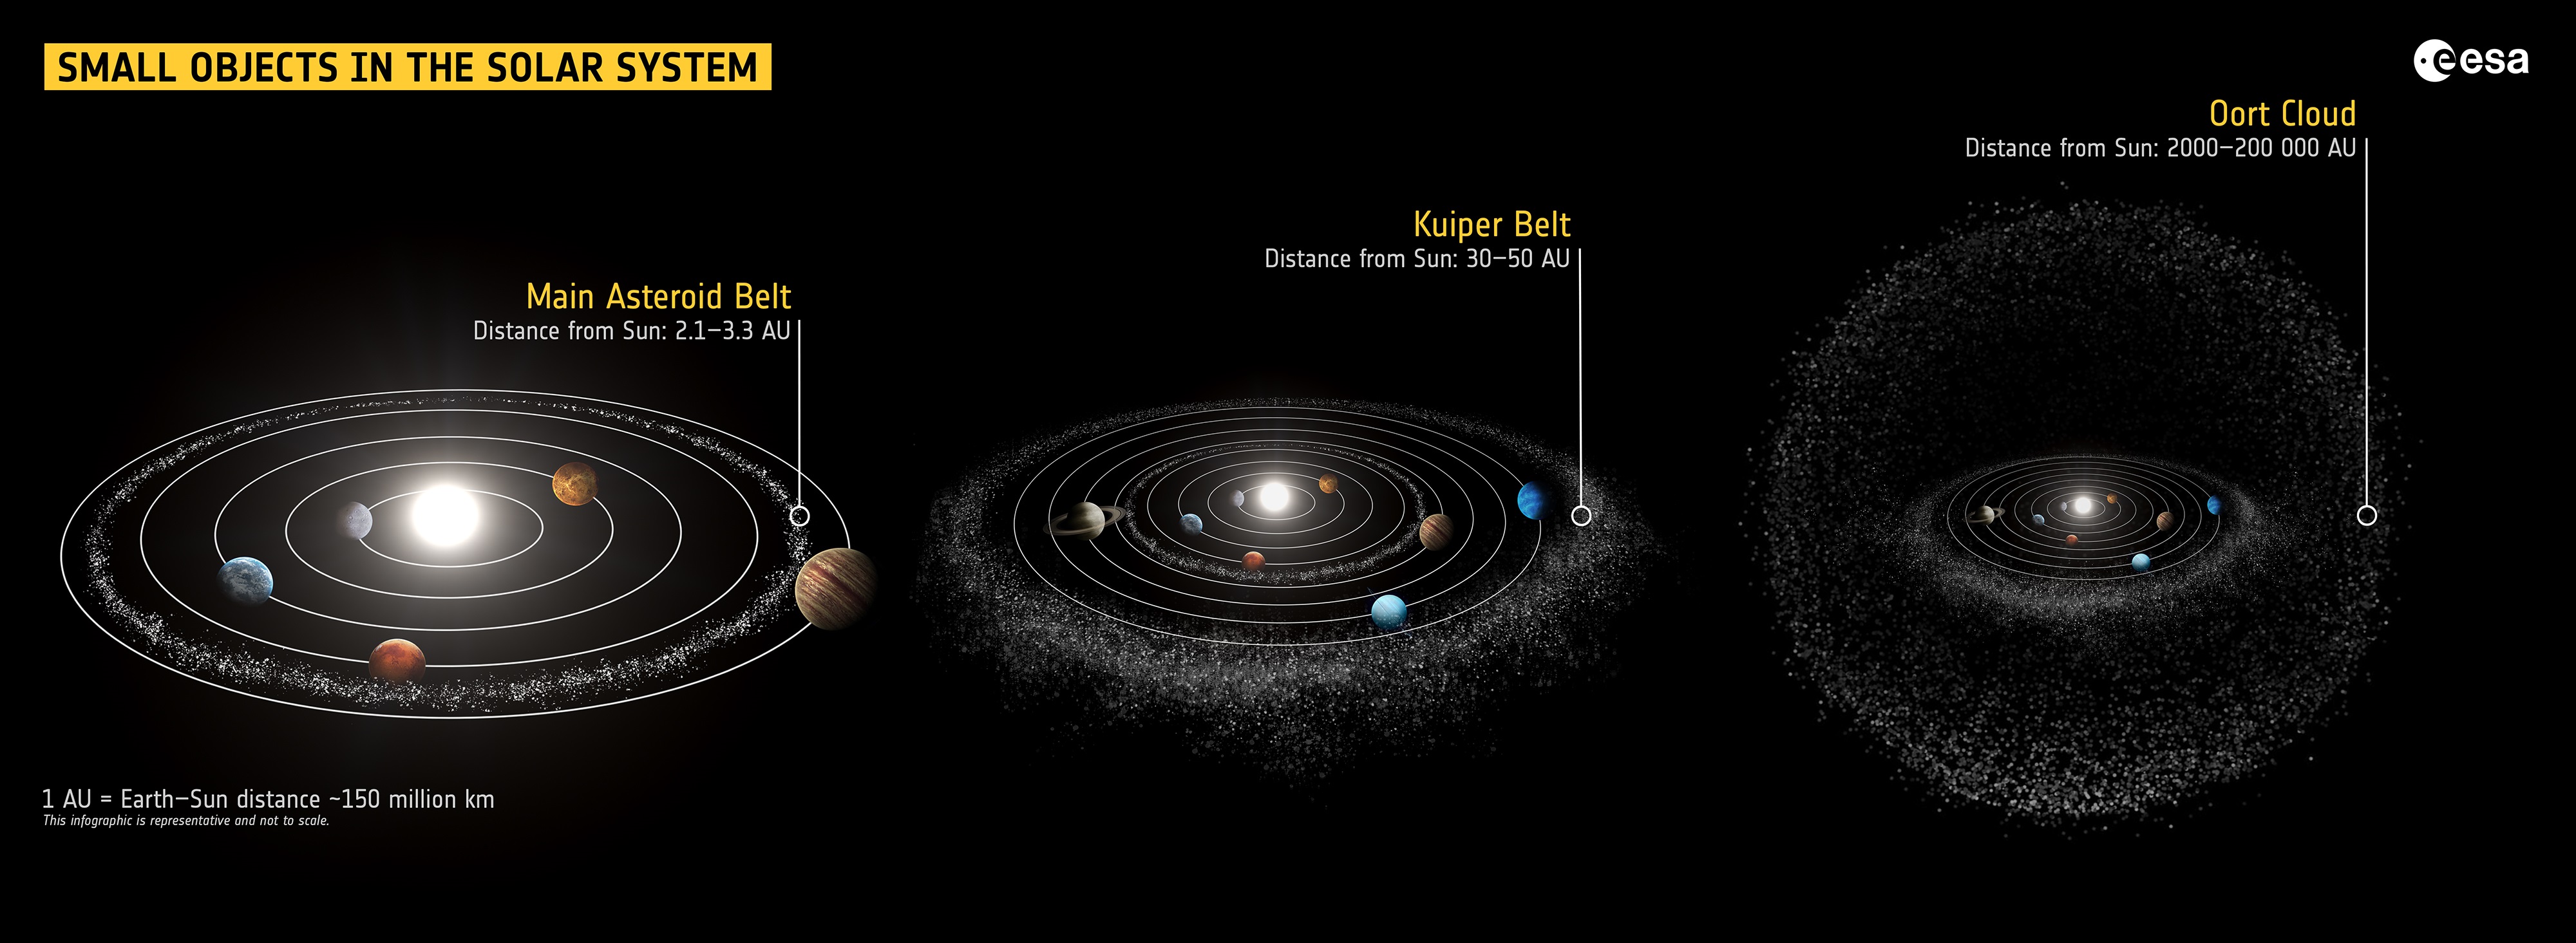 SMALL OBJECTS IN THE SOLAR SYSTEM
esa
Oort Cloud
Distance from Sun: 2000–200 000 AU
Kuiper Belt
Distance from Sun: 30–50 AU
Main Asteroid Belt
Distance from Sun: 2.1–3.3 AU
1 AU = Earth–Sun distance ~150 million km
This infographic is representative and not to scale.